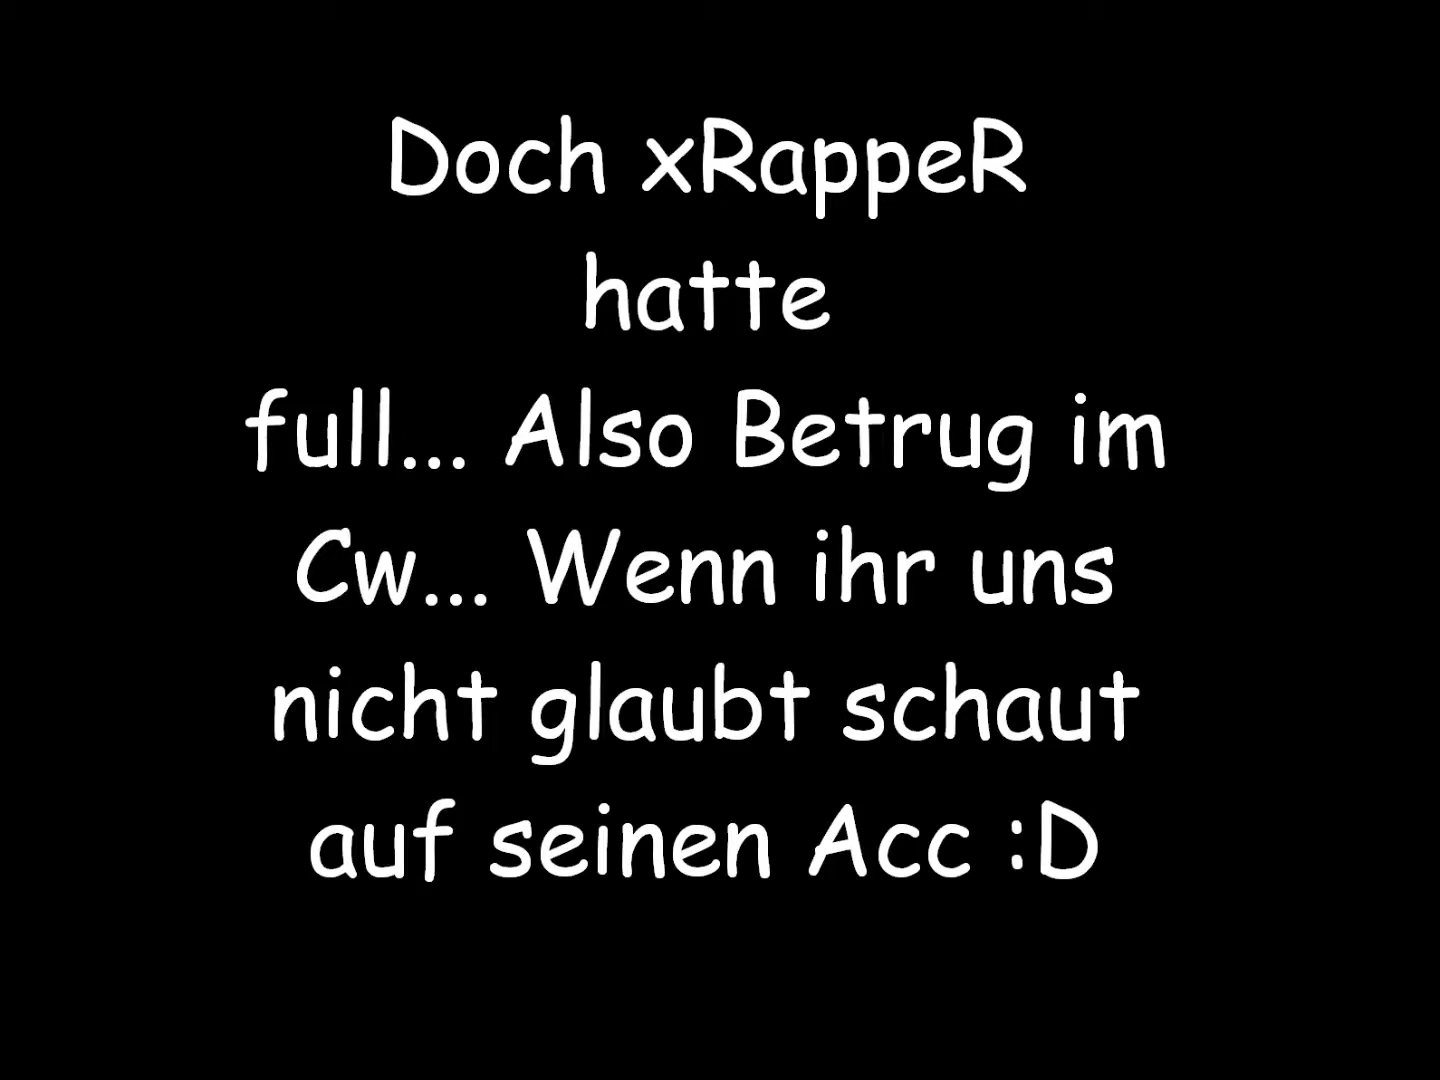 Doch xRappeR
hatte
full... Also Betrug im
Cw... Wenn ihr uns
nicht glaubt schaut
auf seinen Acc :D